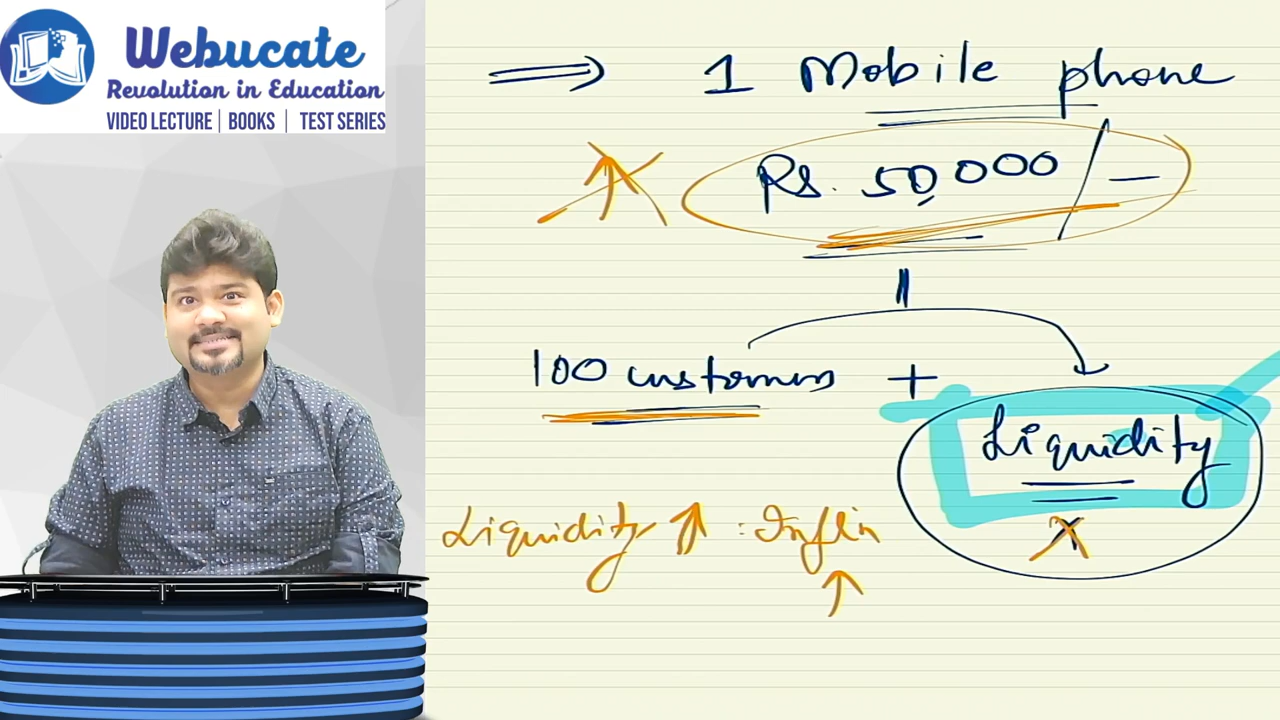 Webucate
Revolution in Education
VIDEO LECTURE | BOOKS | TEST SERIES
⟹ 1 Mobile phone
Rs. 50,000/-
100 customers + Liquidity
Liquidity ↑ : Infln ↑